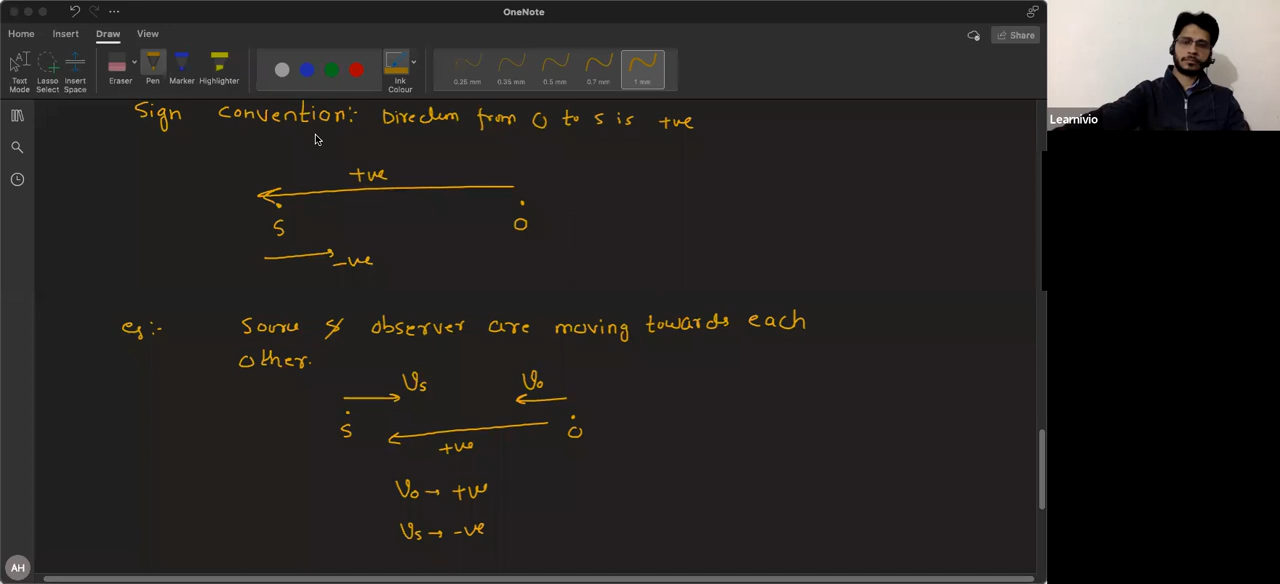 OneNote
Home Insert Draw View
Share
Text Mode
Lasso Select
Insert Space
Eraser
Pen
Marker
Highlighter
Ink Colour
0.25 mm
0.35 mm
0.5 mm
0.7 mm
1 mm
Learnivio
Sign convention:- Direction from O to S is +ve
+ve
S
O
-ve
eg:- Source & observer are moving towards each
other.
Vs
Vo
S
O
+ve
Vo → +ve
Vs → -ve
AH